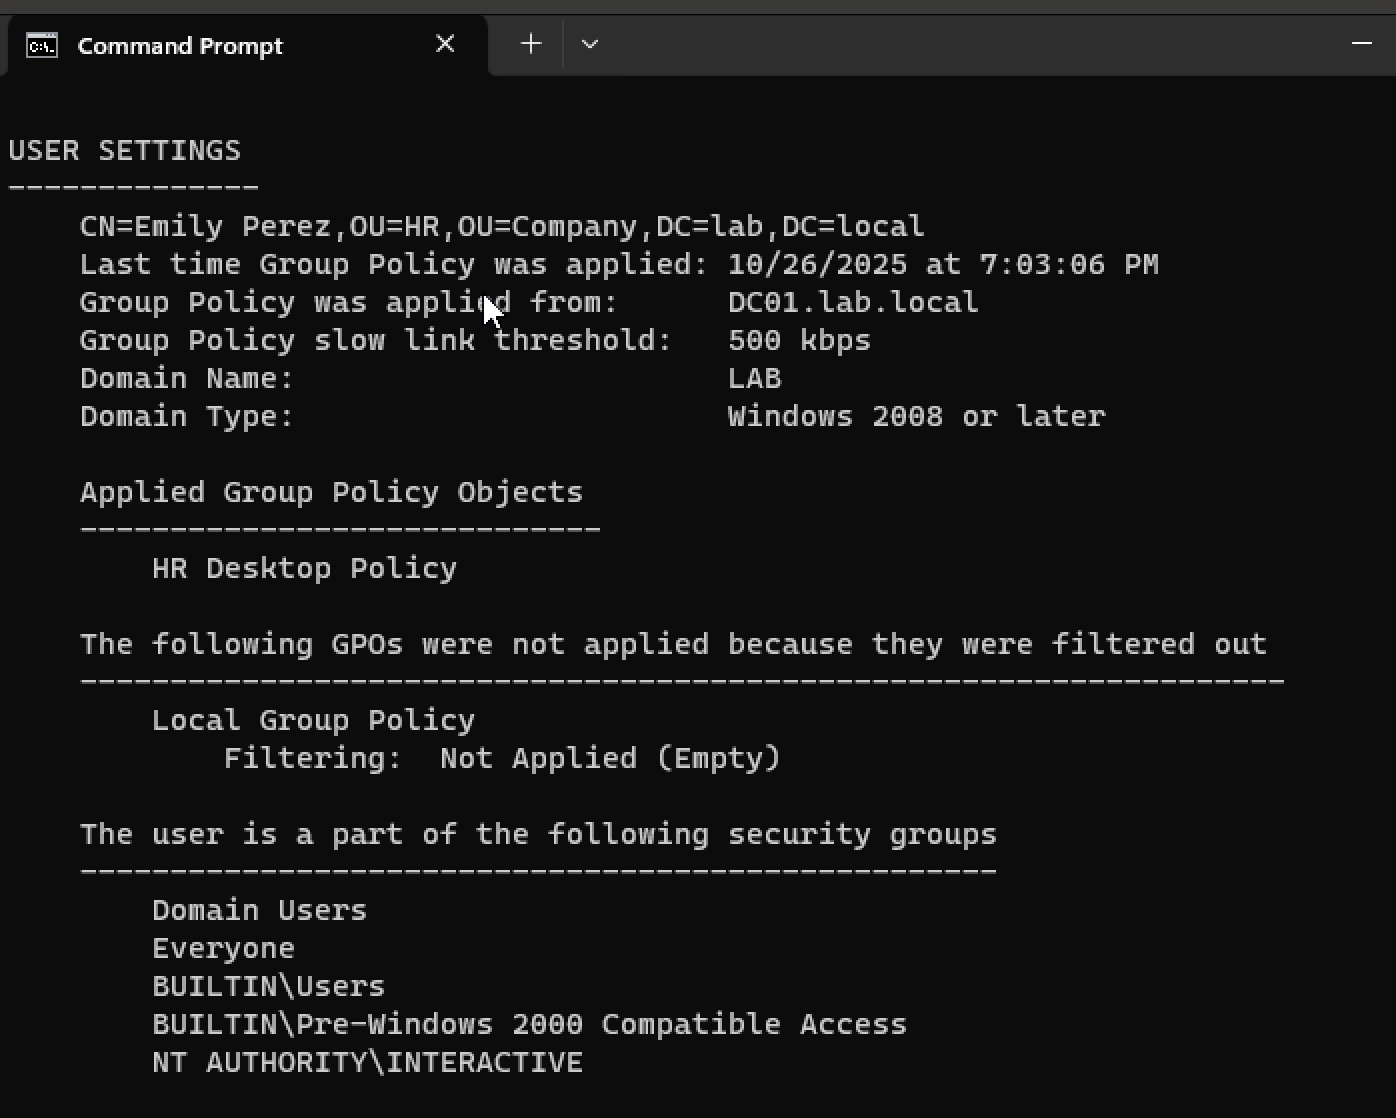 Command Prompt
USER SETTINGS
--------------
CN=Emily Perez,OU=HR,OU=Company,DC=lab,DC=local
Last time Group Policy was applied: 10/26/2025 at 7:03:06 PM
Group Policy was applied from:      DC01.lab.local
Group Policy slow link threshold:   500 kbps
Domain Name:                        LAB
Domain Type:                        Windows 2008 or later
Applied Group Policy Objects
-----------------------------
HR Desktop Policy
The following GPOs were not applied because they were filtered out
-------------------------------------------------------------------
Local Group Policy
Filtering:  Not Applied (Empty)
The user is a part of the following security groups
---------------------------------------------------
Domain Users
Everyone
BUILTIN\Users
BUILTIN\Pre-Windows 2000 Compatible Access
NT AUTHORITY\INTERACTIVE